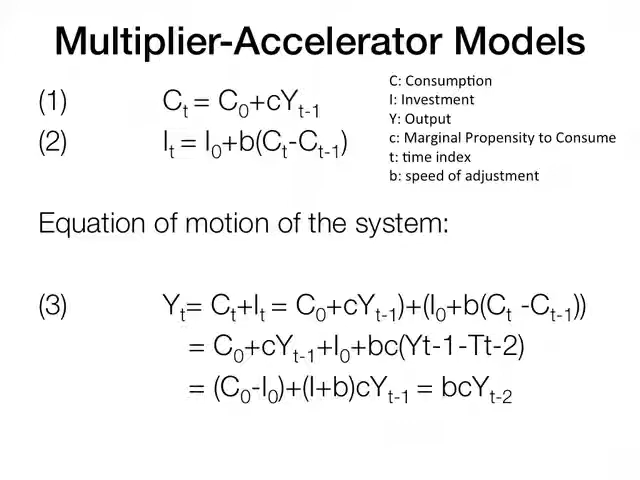 Multiplier-Accelerator Models
(1) Cₜ = C₀+cYₜ₋₁
(2) Iₜ = I₀+b(Cₜ-Cₜ₋₁)
C: Consumption
I: Investment
Y: Output
c: Marginal Propensity to Consume
t: time index
b: speed of adjustment
Equation of motion of the system:
(3) Yₜ= Cₜ+Iₜ = C₀+cYₜ₋₁)+(I₀+b(Cₜ -Cₜ₋₁))
= C₀+cYₜ₋₁+I₀+bc(Yt-1-Tt-2)
= (C₀-I₀)+(I+b)cYₜ₋₁ = bcYₜ₋₂